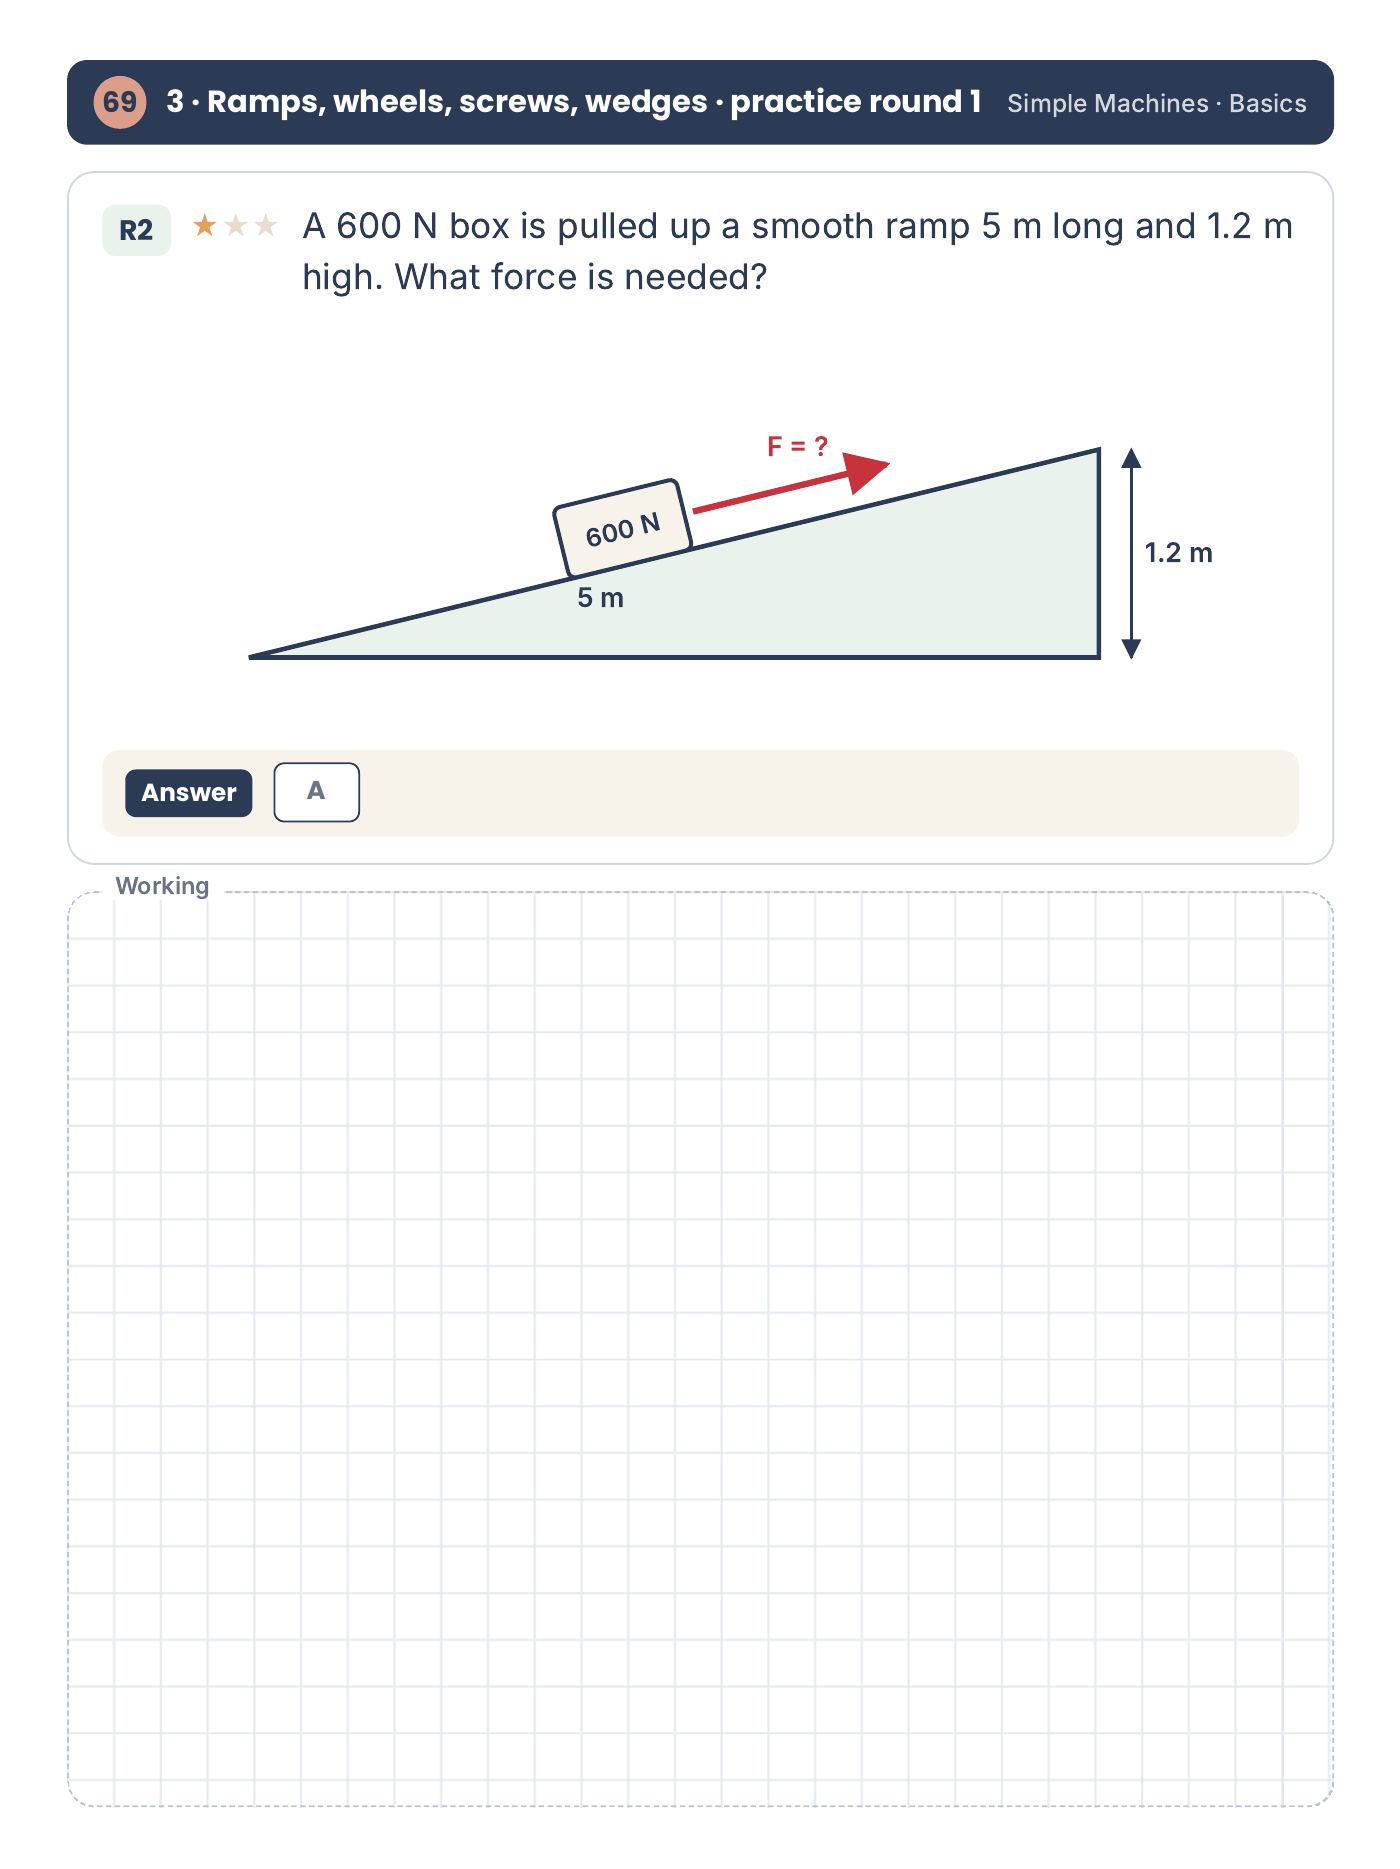 69 3 · Ramps, wheels, screws, wedges · practice round 1 Simple Machines · Basics
R2 ★★★ A 600 N box is pulled up a smooth ramp 5 m long and 1.2 m
high. What force is needed?
F = ?
600 N
1.2 m
5 m
Answer A
Working